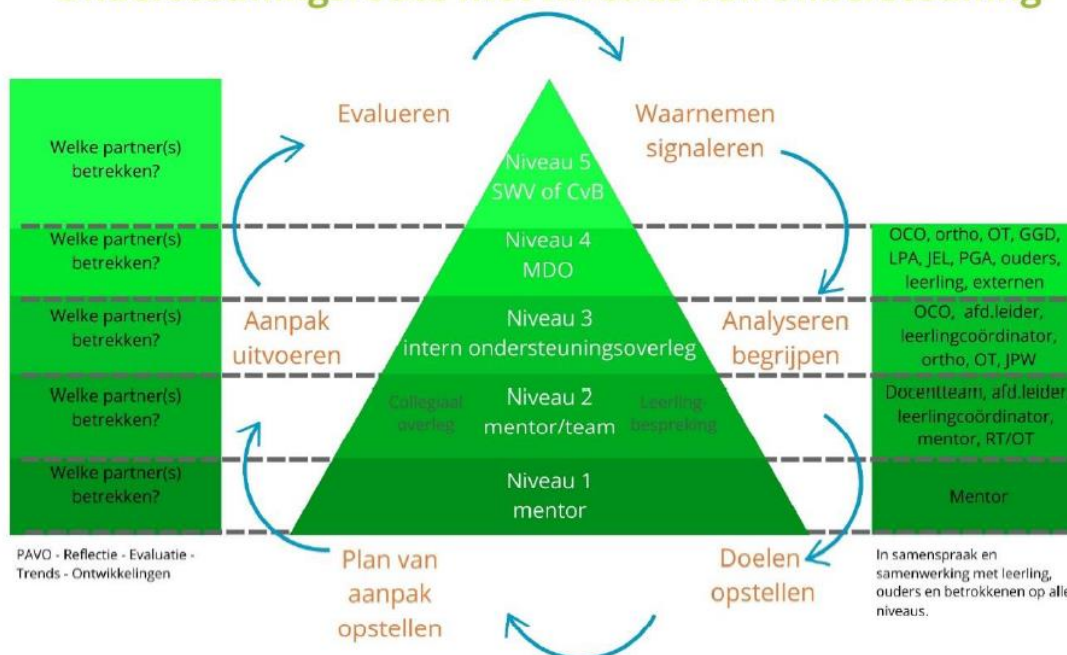 Evalueren
Waarnemen
signaleren
Welke partner(s)
betrekken?
Niveau 5
SWV of CvB
Welke partner(s)
betrekken?
Niveau 4
MDO
OCO, ortho, OT, GGD,
LPA, JEL, PGA, ouders,
leerling, externen
Welke partner(s)
betrekken?
Aanpak
uitvoeren
Niveau 3
intern ondersteuningsoverleg
Analyseren
begrijpen
OCO, afd.leider,
leerlingcoördinator,
ortho, OT, JPW
Welke partner(s)
betrekken?
Collegiaal
overleg
Niveau 2
mentor/team
Leerling-
bespreking
Docentteam, afd.leider
leerlingcoördinator,
mentor, RT/OT
Welke partner(s)
betrekken?
Niveau 1
mentor
Mentor
PAVO - Reflectie - Evaluatie -
Trends - Ontwikkelingen
Plan van
aanpak
opstellen
Doelen
opstellen
In samenspraak en
samenwerking met leerling,
ouders en betrokkenen op alle
niveaus.